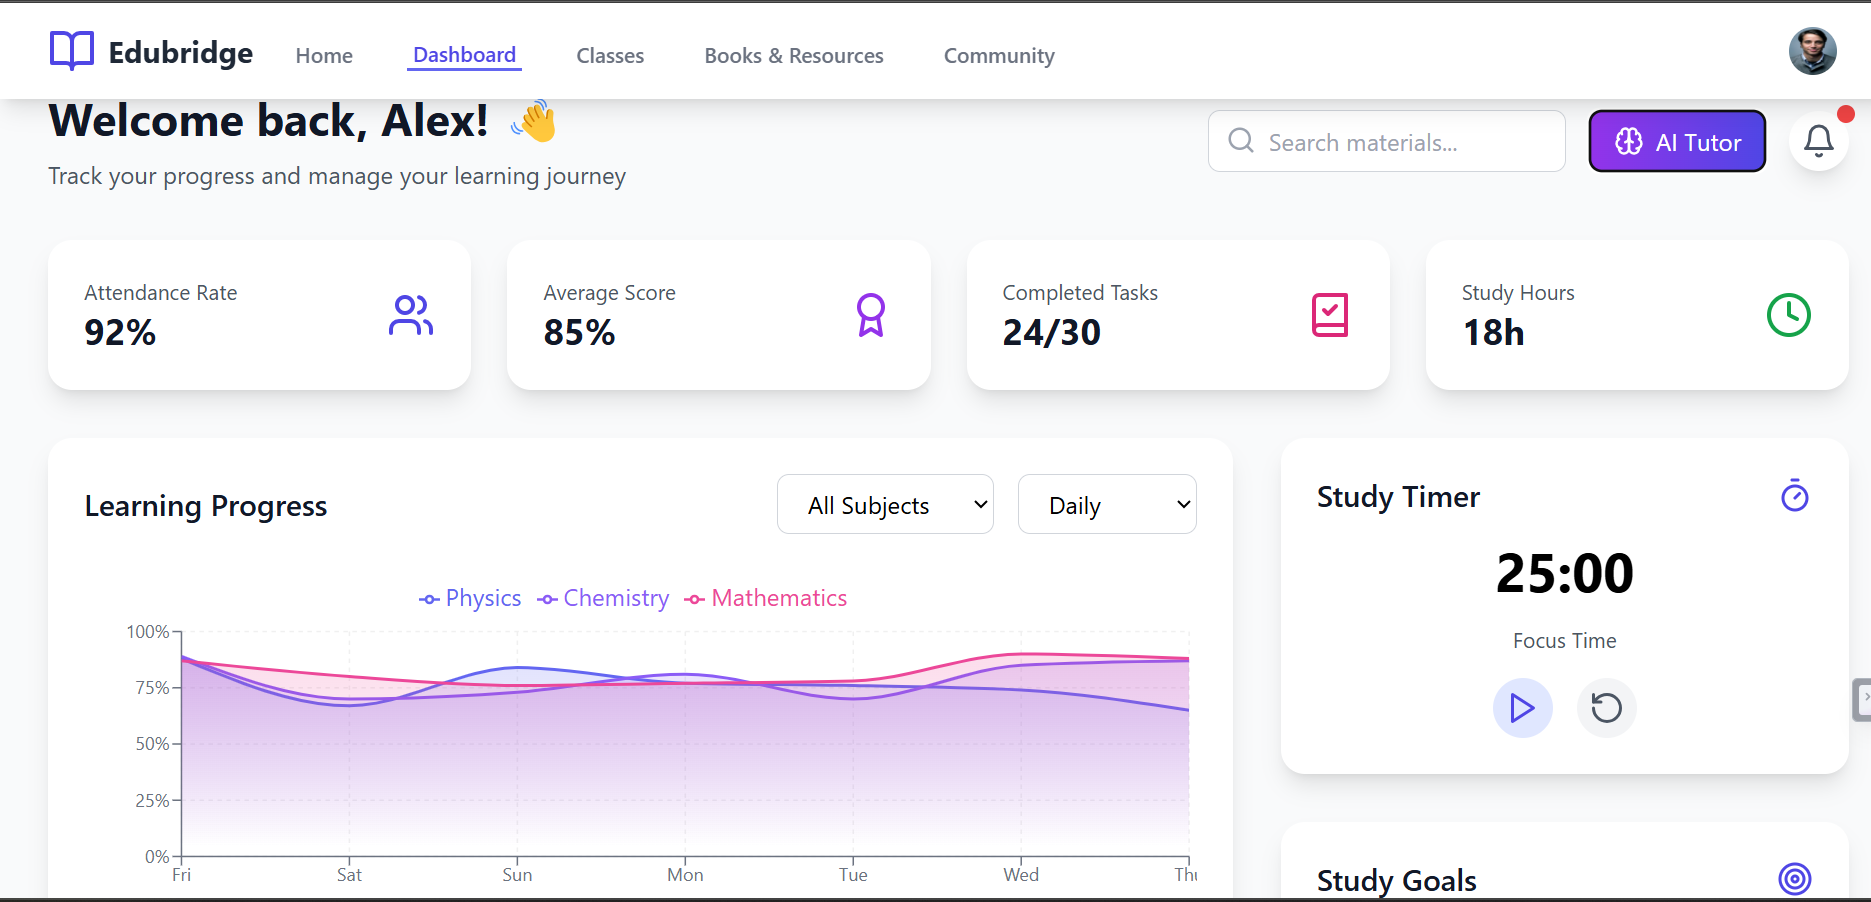 Edubridge Home Dashboard Classes Books & Resources Community
Welcome back, Alex! 👋
Track your progress and manage your learning journey
Search materials...
AI Tutor
Attendance Rate
92%
Average Score
85%
Completed Tasks
24/30
Study Hours
18h
Learning Progress
All Subjects
Daily
Physics Chemistry Mathematics
100%
75%
50%
25%
0%
Fri Sat Sun Mon Tue Wed
Study Timer
25:00
Focus Time
Study Goals